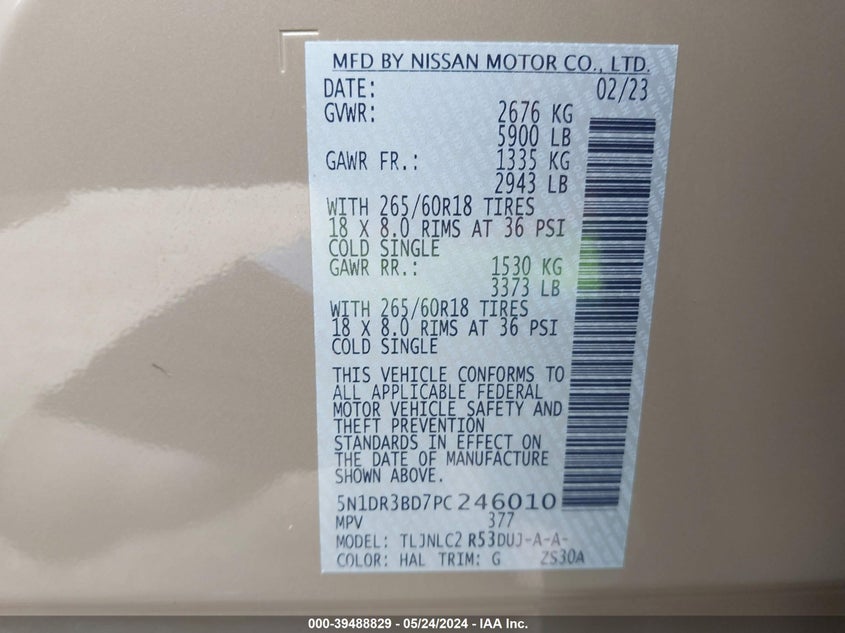 MFD BY NISSAN MOTOR CO., LTD.
DATE: 02/23
GVWR: 2676 KG
5900 LB
GAWR FR.: 1335 KG
2943 LB
WITH 265/60R18 TIRES
18 X 8.0 RIMS AT 36 PSI
COLD SINGLE
GAWR RR.: 1530 KG
3373 LB
WITH 265/60R18 TIRES
18 X 8.0 RIMS AT 36 PSI
COLD SINGLE
THIS VEHICLE CONFORMS TO
ALL APPLICABLE FEDERAL
MOTOR VEHICLE SAFETY AND
THEFT PREVENTION
STANDARDS IN EFFECT ON
THE DATE OF MANUFACTURE
SHOWN ABOVE.
5N1DR3BD7PC246010
MPV 377
MODEL: TLJNLC2 R53DUJ-A-A-
COLOR: HAL TRIM: G ZS30A
000-39488829 - 05/24/2024 - IAA Inc.